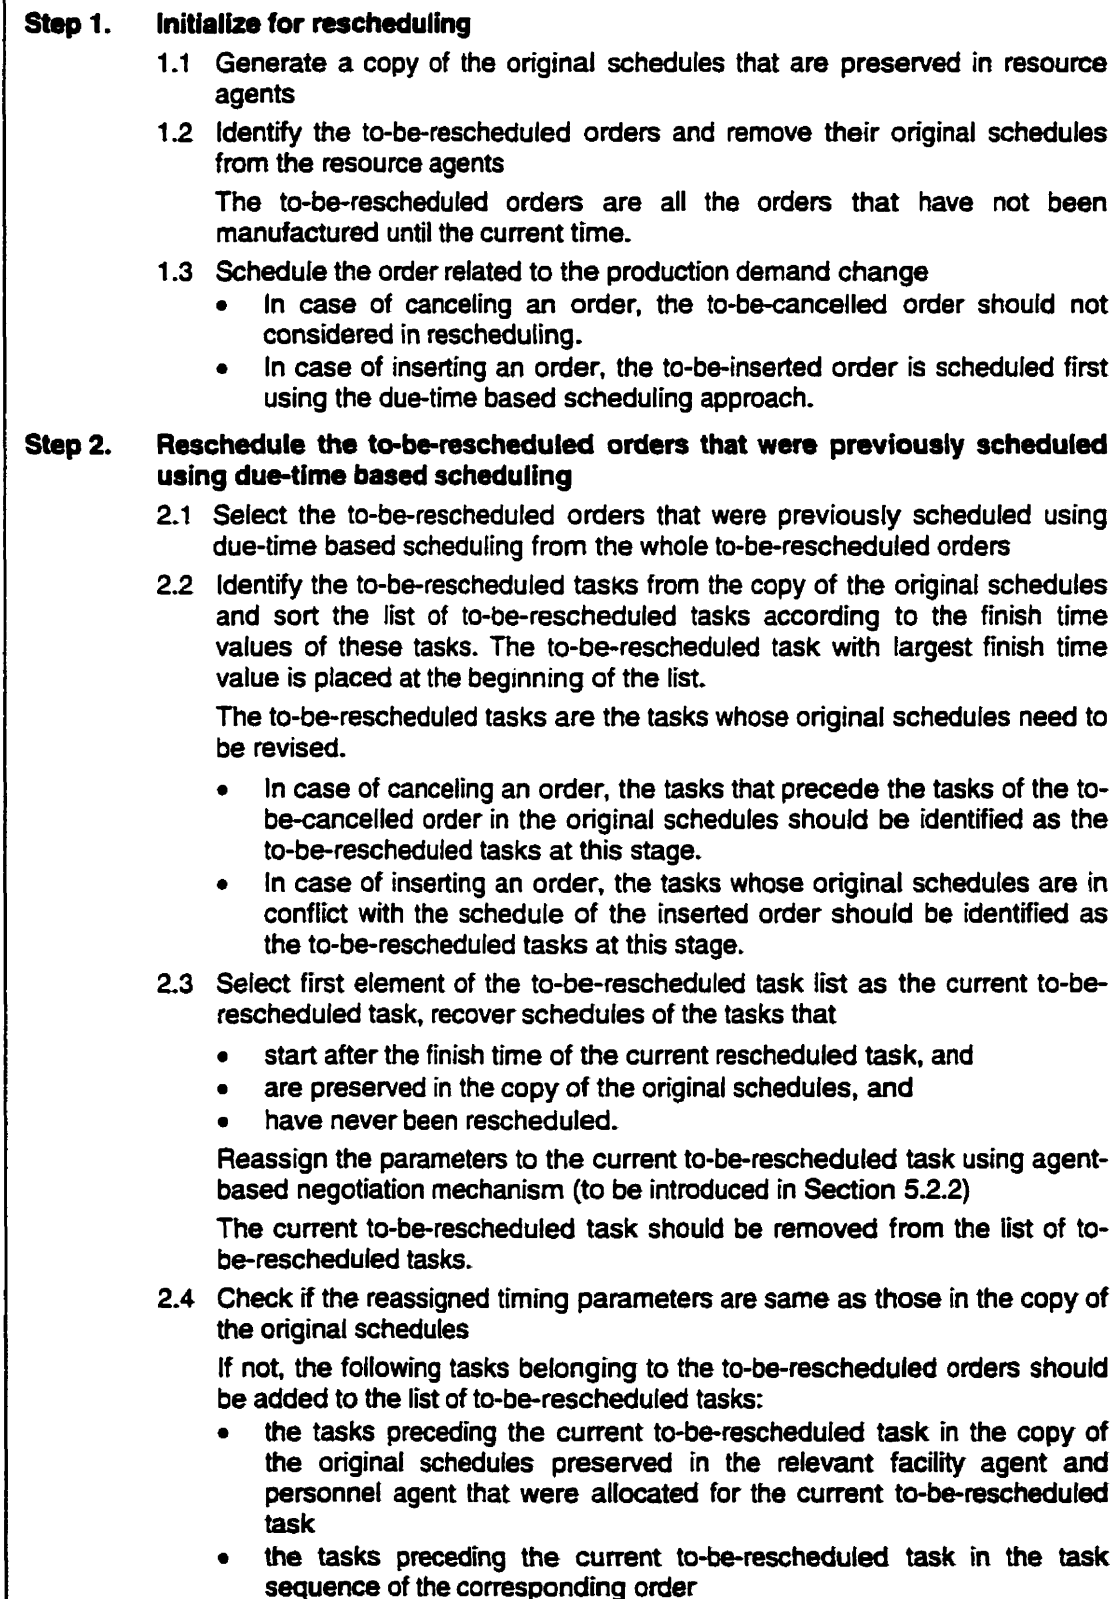 Step 1. Initialize for rescheduling
1.1 Generate a copy of the original schedules that are preserved in resource
agents
1.2 Identify the to-be-rescheduled orders and remove their original schedules
from the resource agents
The to-be-rescheduled orders are all the orders that have not been
manufactured until the current time.
1.3 Schedule the order related to the production demand change
• In case of canceling an order, the to-be-cancelled order should not
considered in rescheduling.
• In case of inserting an order, the to-be-inserted order is scheduled first
using the due-time based scheduling approach.
Step 2. Reschedule the to-be-rescheduled orders that were previously scheduled
using due-time based scheduling
2.1 Select the to-be-rescheduled orders that were previously scheduled using
due-time based scheduling from the whole to-be-rescheduled orders
2.2 Identify the to-be-rescheduled tasks from the copy of the original schedules
and sort the list of to-be-rescheduled tasks according to the finish time
values of these tasks. The to-be-rescheduled task with largest finish time
value is placed at the beginning of the list.
The to-be-rescheduled tasks are the tasks whose original schedules need to
be revised.
• In case of canceling an order, the tasks that precede the tasks of the to-
be-cancelled order in the original schedules should be identified as the
to-be-rescheduled tasks at this stage.
• In case of inserting an order, the tasks whose original schedules are in
conflict with the schedule of the inserted order should be identified as
the to-be-rescheduled tasks at this stage.
2.3 Select first element of the to-be-rescheduled task list as the current to-be-
rescheduled task, recover schedules of the tasks that
• start after the finish time of the current rescheduled task, and
• are preserved in the copy of the original schedules, and
• have never been rescheduled.
Reassign the parameters to the current to-be-rescheduled task using agent-
based negotiation mechanism (to be introduced in Section 5.2.2)
The current to-be-rescheduled task should be removed from the list of to-
be-rescheduled tasks.
2.4 Check if the reassigned timing parameters are same as those in the copy of
the original schedules
If not, the following tasks belonging to the to-be-rescheduled orders should
be added to the list of to-be-rescheduled tasks:
• the tasks preceding the current to-be-rescheduled task in the copy of
the original schedules preserved in the relevant facility agent and
personnel agent that were allocated for the current to-be-rescheduled
task
• the tasks preceding the current to-be-rescheduled task in the task
sequence of the corresponding order